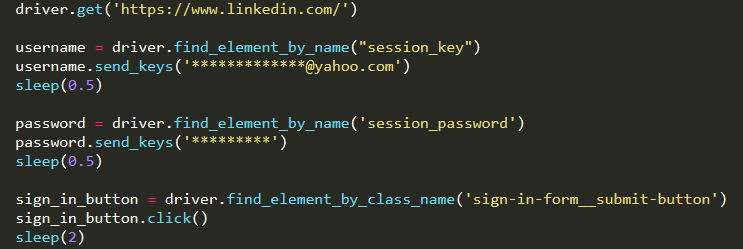 driver.get('https://www.linkedin.com/')
username = driver.find_element_by_name("session_key")
username.send_keys('*************@yahoo.com')
sleep(0.5)
password = driver.find_element_by_name('session_password')
password.send_keys('*********')
sleep(0.5)
sign_in_button = driver.find_element_by_class_name('sign-in-form__submit-button')
sign_in_button.click()
sleep(2)